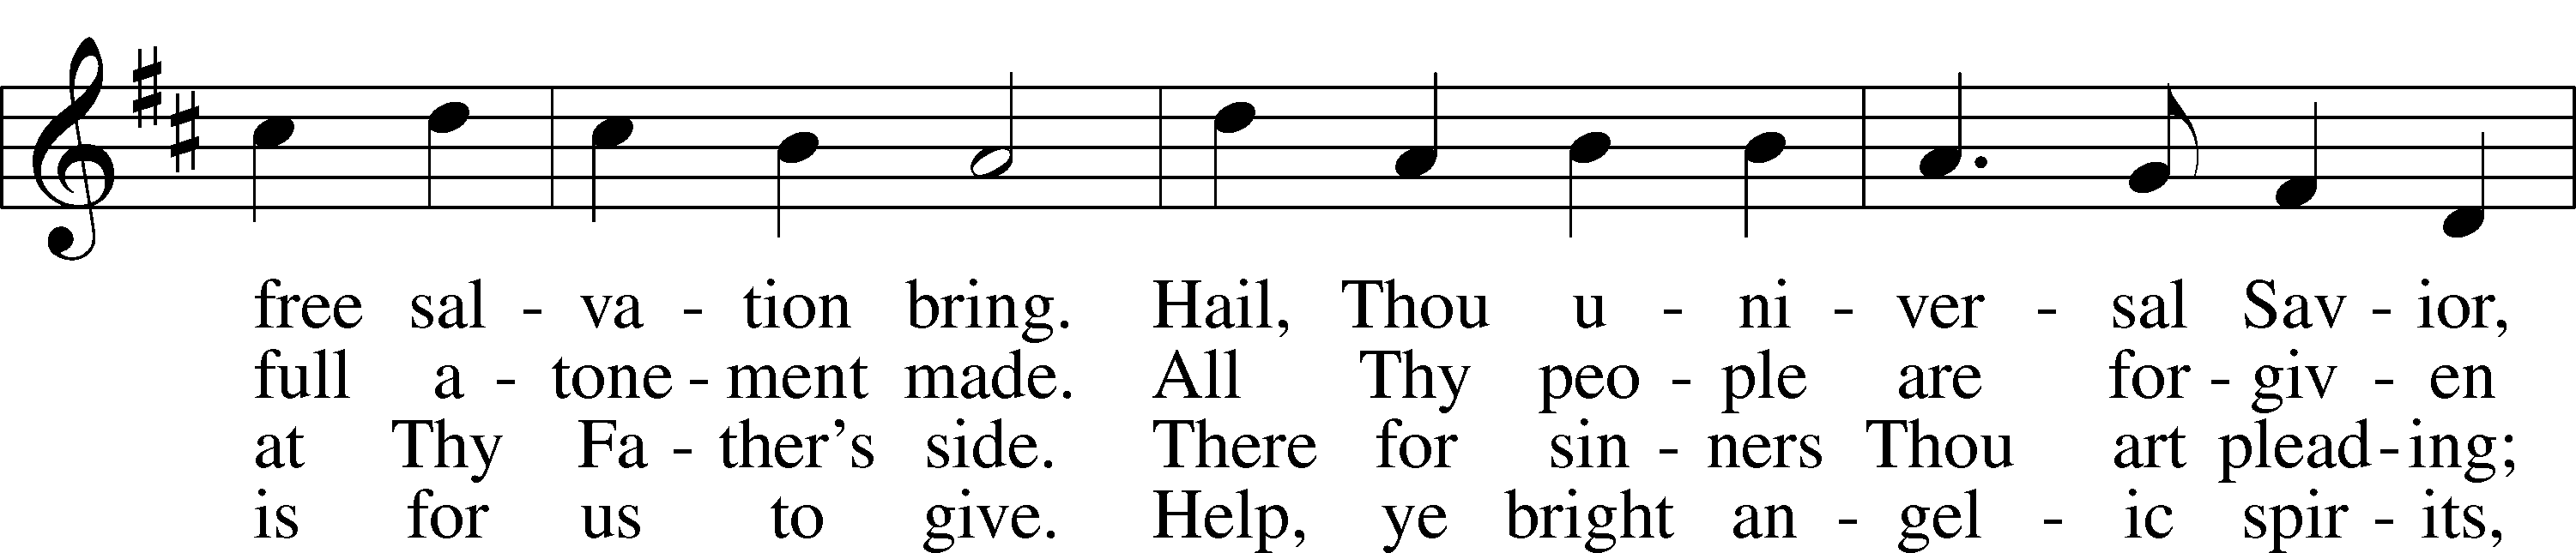 free sal - va - tion bring. Hail, Thou u - ni - ver - sal Sav - ior,
full a - tone - ment made. All Thy peo - ple are for - giv - en
at Thy Fa - ther's side. There for sin - ners Thou art plead - ing;
is for us to give. Help, ye bright an - gel - ic spir - its,